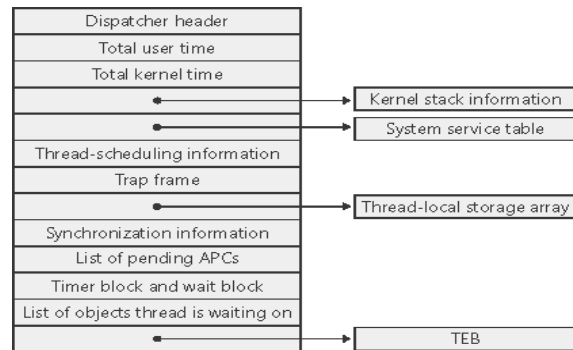 Dispatcher header
Total user time
Total kernel time
Kernel stack information
System service table
Thread-scheduling information
Trap frame
Thread-local storage array
Synchronization information
List of pending APCs
Timer block and wait block
List of objects thread is waiting on
TEB